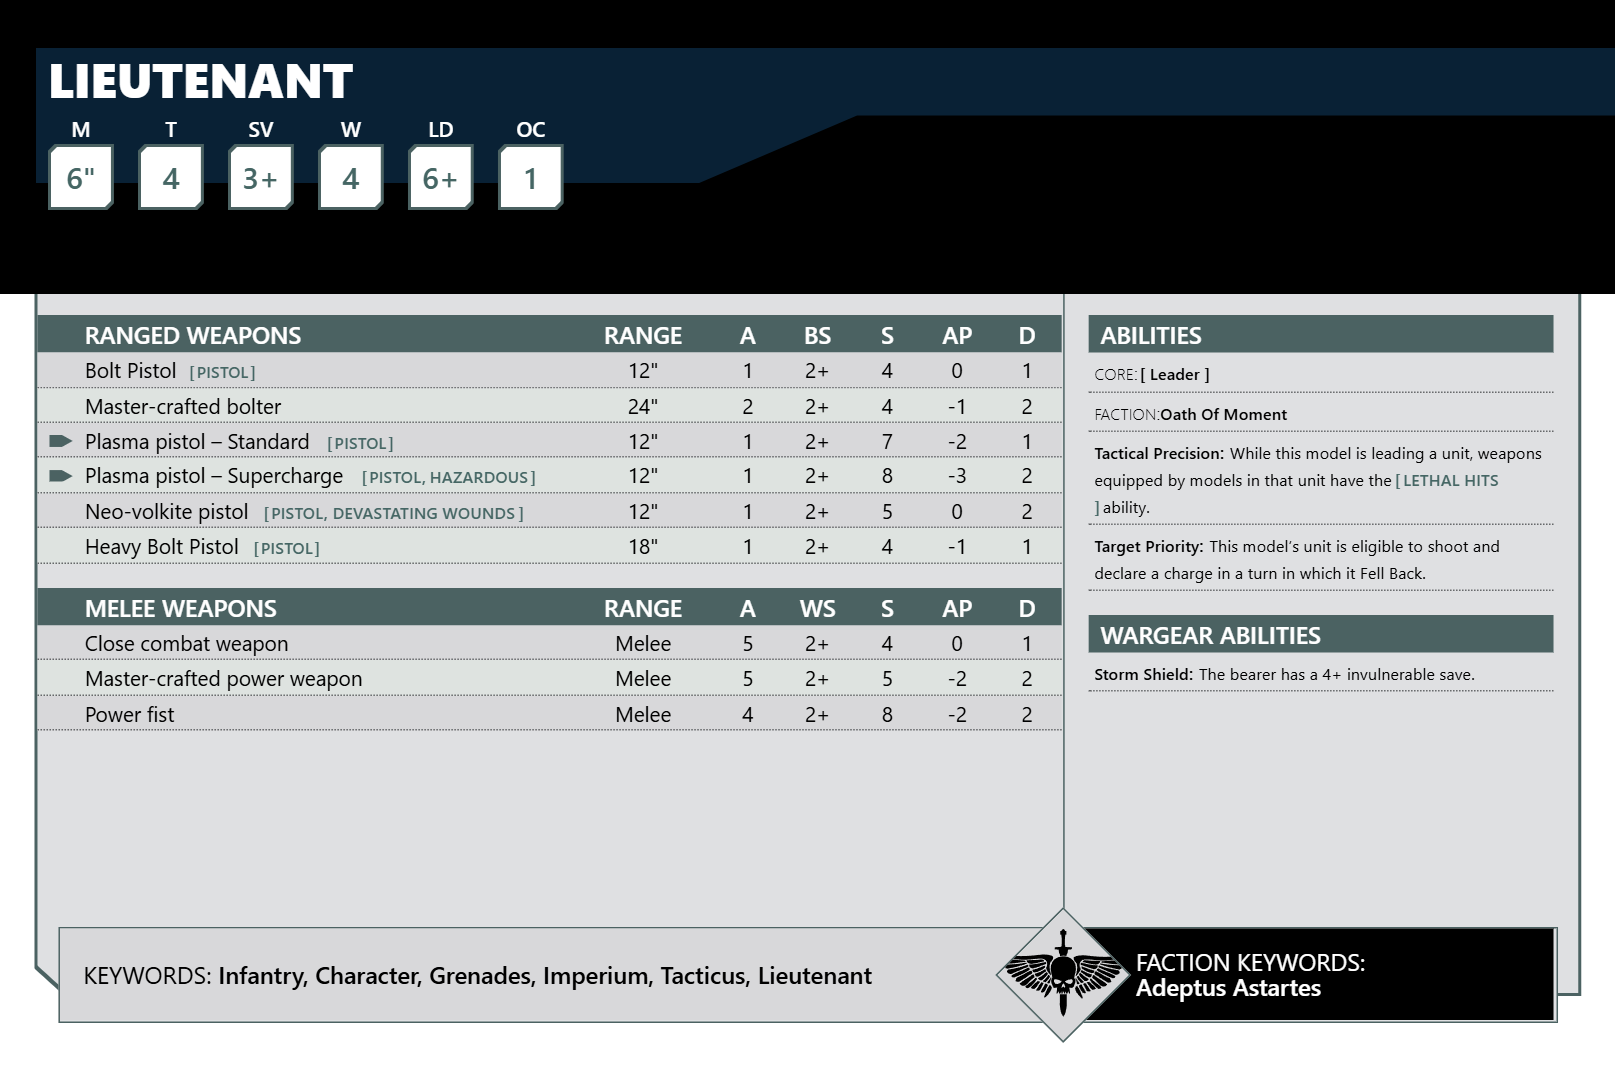 LIEUTENANT
M T SV W LD OC
6" 4 3+ 4 6+ 1
RANGED WEAPONS RANGE A BS S AP D
Bolt Pistol [PISTOL] 12" 1 2+ 4 0 1
Master-crafted bolter 24" 2 2+ 4 -1 2
Plasma pistol – Standard [PISTOL] 12" 1 2+ 7 -2 1
Plasma pistol – Supercharge [PISTOL, HAZARDOUS] 12" 1 2+ 8 -3 2
Neo-volkite pistol [PISTOL, DEVASTATING WOUNDS] 12" 1 2+ 5 0 2
Heavy Bolt Pistol [PISTOL] 18" 1 2+ 4 -1 1
MELEE WEAPONS RANGE A WS S AP D
Close combat weapon Melee 5 2+ 4 0 1
Master-crafted power weapon Melee 5 2+ 5 -2 2
Power fist Melee 4 2+ 8 -2 2
ABILITIES
CORE: [ Leader ]
FACTION:Oath Of Moment
Tactical Precision: While this model is leading a unit, weapons
equipped by models in that unit have the [ LETHAL HITS
] ability.
Target Priority: This model's unit is eligible to shoot and
declare a charge in a turn in which it Fell Back.
WARGEAR ABILITIES
Storm Shield: The bearer has a 4+ invulnerable save.
KEYWORDS: Infantry, Character, Grenades, Imperium, Tacticus, Lieutenant
FACTION KEYWORDS:
Adeptus Astartes